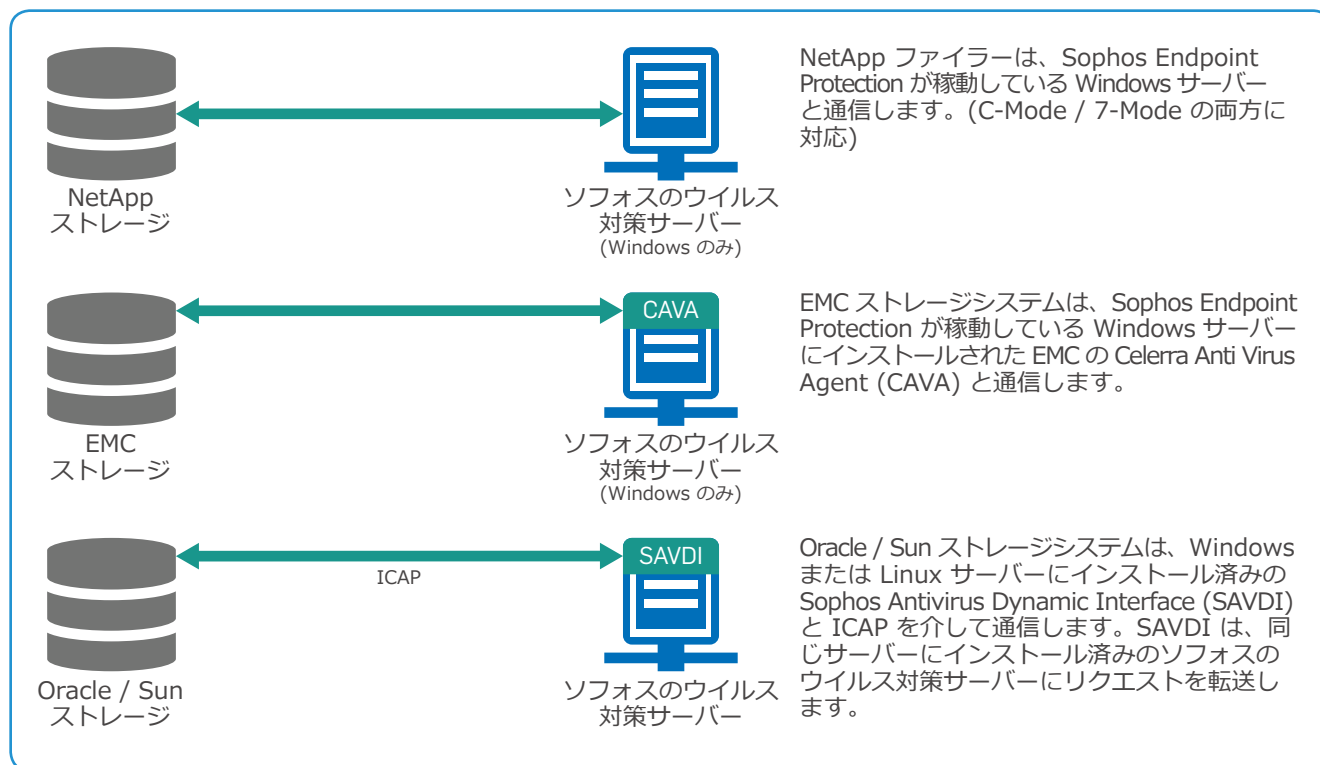 NetApp
ストレージ
ソフォスのウイルス
対策サーバー
(Windows のみ)
NetApp ファイラーは、Sophos Endpoint
Protection が稼動している Windows サーバー
と通信します。(C-Mode / 7-Mode の両方に
対応)
EMC
ストレージ
CAVA
ソフォスのウイルス
対策サーバー
(Windows のみ)
EMC ストレージシステムは、Sophos Endpoint
Protection が稼動している Windows サーバー
にインストールされた EMC の Celerra Anti Virus
Agent (CAVA) と通信します。
Oracle / Sun
ストレージ
ICAP
SAVDI
ソフォスのウイルス
対策サーバー
Oracle / Sun ストレージシステムは、Windows
または Linux サーバーにインストール済みの
Sophos Antivirus Dynamic Interface (SAVDI)
と ICAP を介して通信します。SAVDI は、同
じサーバーにインストール済みのソフォスの
ウイルス対策サーバーにリクエストを転送し
ます。